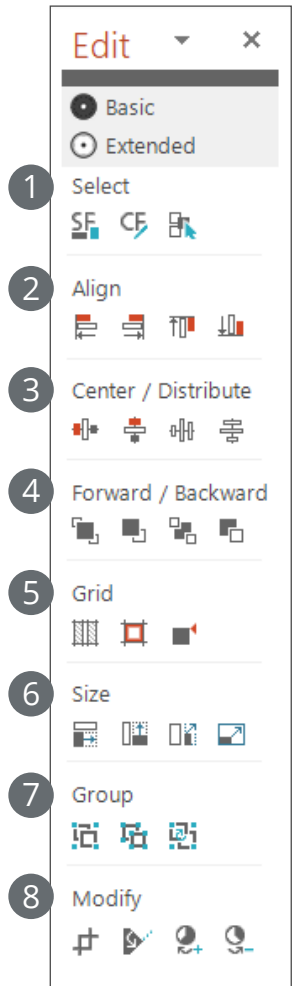 Edit
Basic
Extended
1 Select
SF CF
2 Align
3 Center / Distribute
4 Forward / Backward
5 Grid
6 Size
7 Group
8 Modify